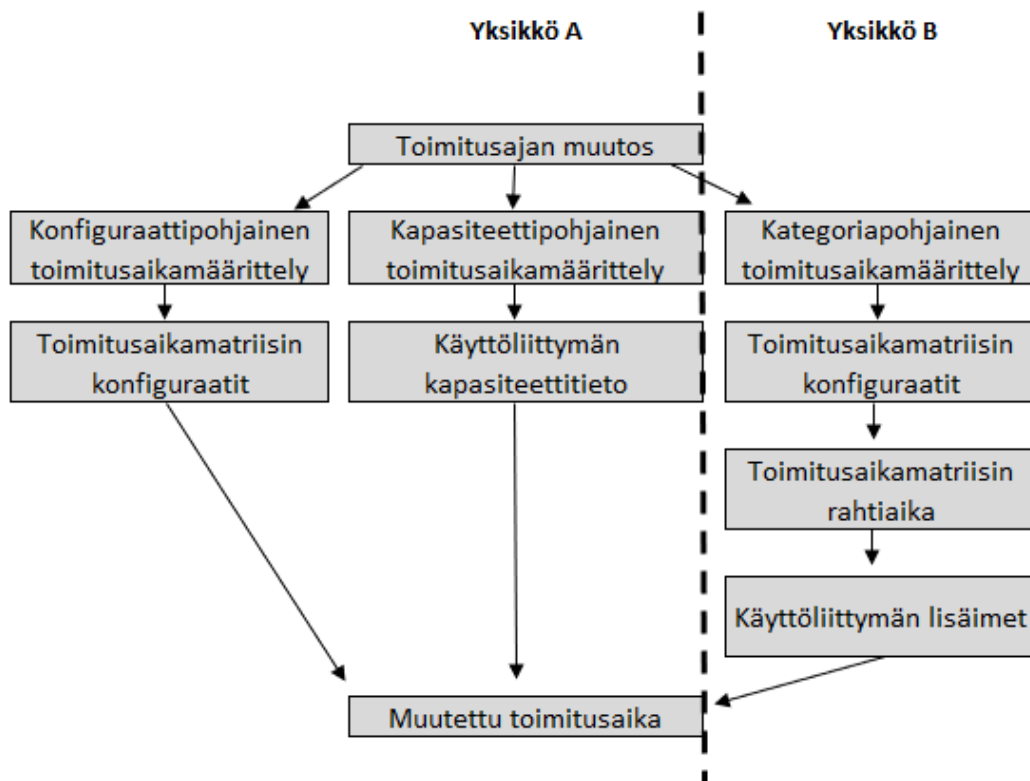 Yksikkö A
Yksikkö B
Toimitusajan muutos
Konfiguraattipohjainen
toimitusaikamäärittely
Kapasiteettipohjainen
toimitusaikamäärittely
Kategoriapohjainen
toimitusaikamäärittely
Toimitusaikamatriisin
konfiguraatit
Käyttöliittymän
kapasiteettitieto
Toimitusaikamatriisin
konfiguraatit
Toimitusaikamatriisin
rahtiaika
Käyttöliittymän lisäimet
Muutettu toimitusaika